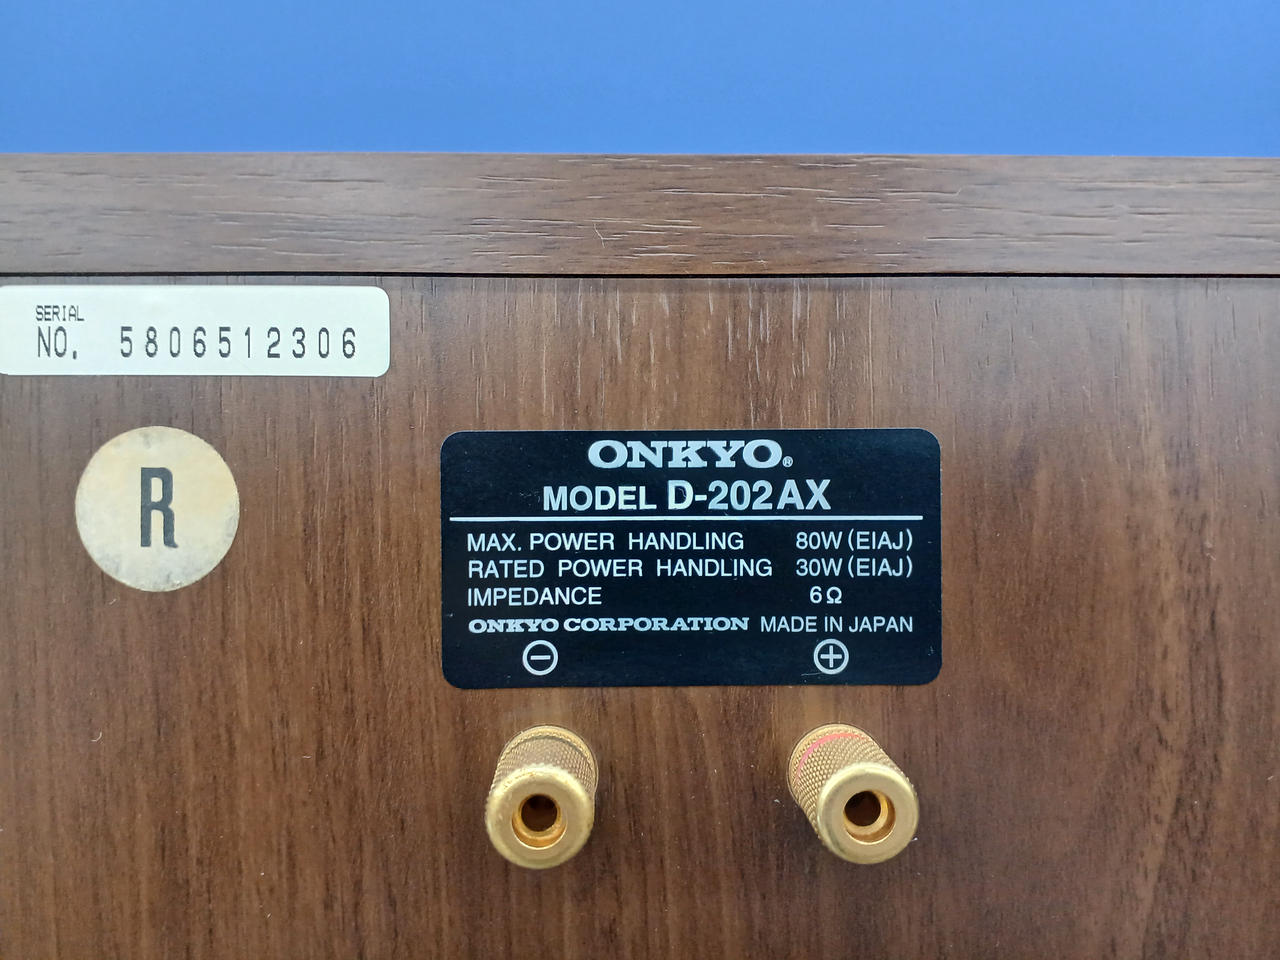 SERIAL
NO. 5806512306
R
ONKYO®
MODEL D-202AX
MAX. POWER HANDLING 80W (EIAJ)
RATED POWER HANDLING 30W (EIAJ)
IMPEDANCE 6Ω
ONKYO CORPORATION MADE IN JAPAN
⊖ ⊕